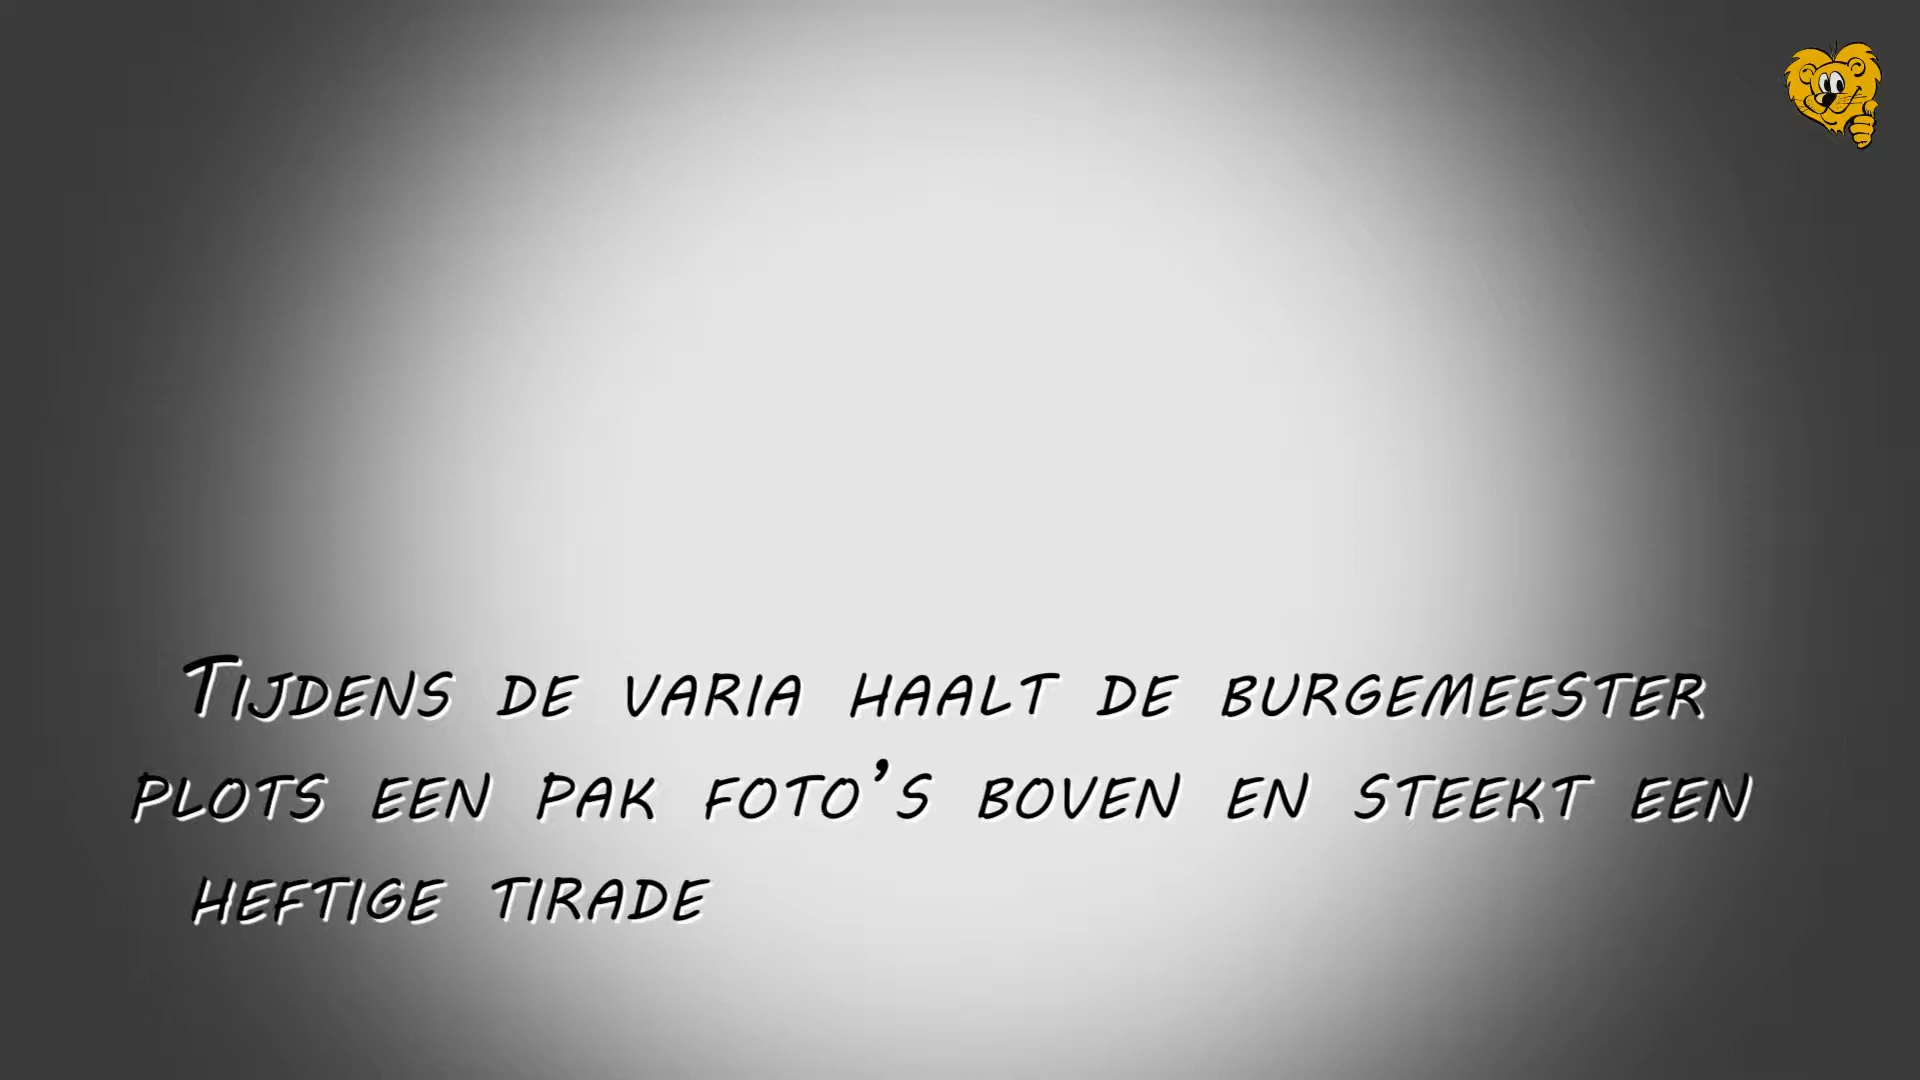 Tijdens de varia haalt de burgemeester
plots een pak foto’s boven en steekt een
heftige tirade